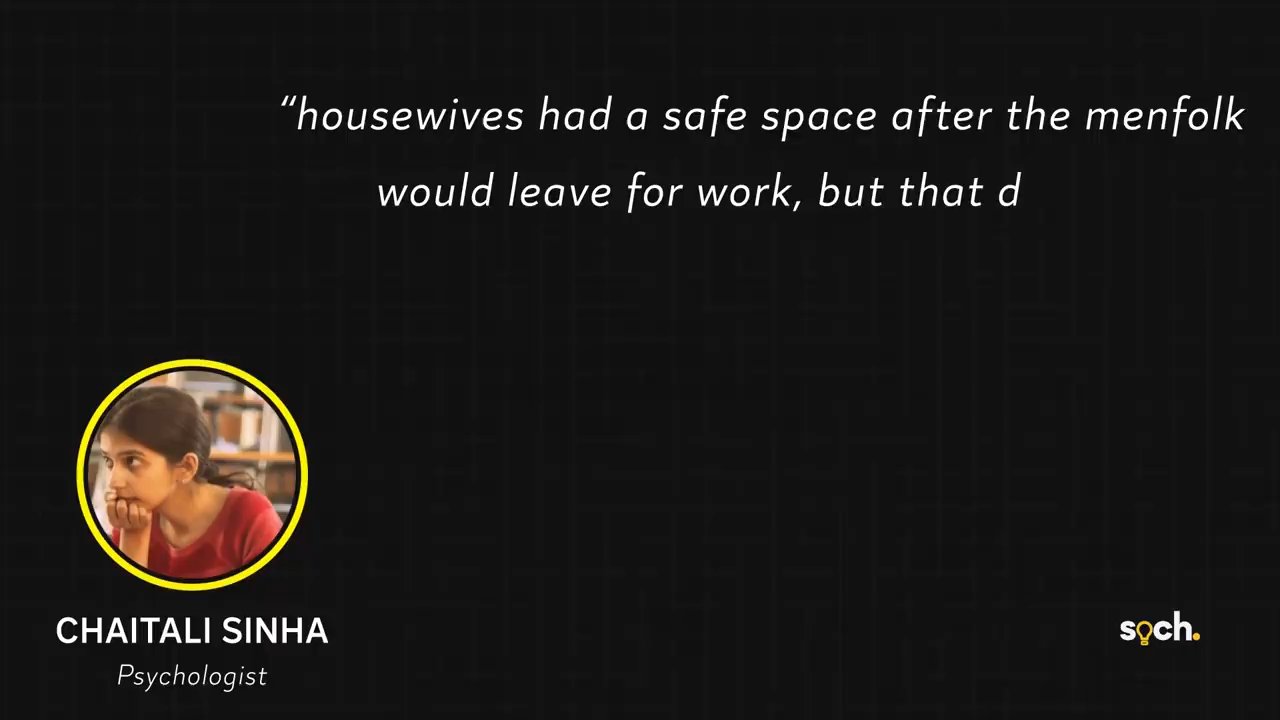 “housewives had a safe space after the menfolk
would leave for work, but that d
CHAITALI SINHA
Psychologist
soch.